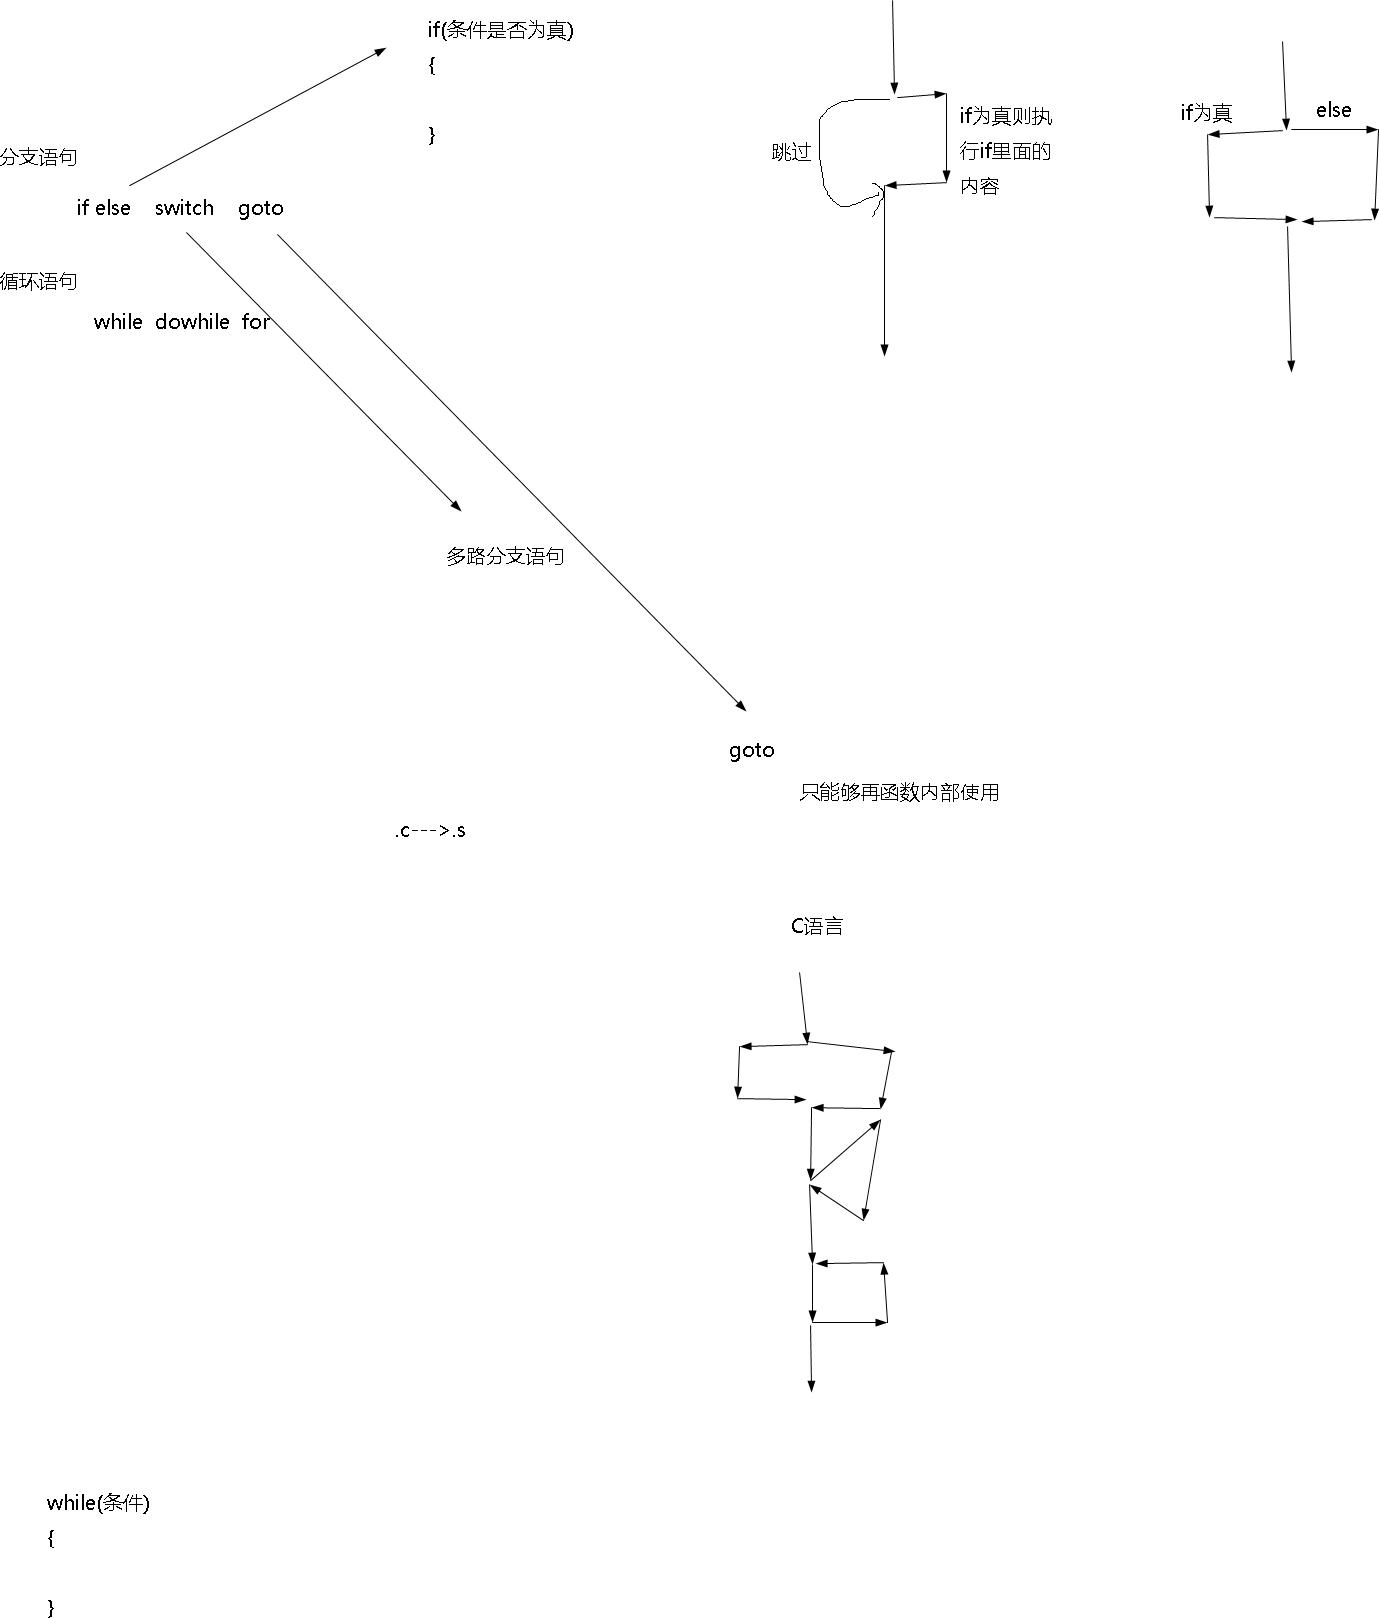 if(条件是否为真)
{
}
if为真则执
行if里面的
内容
跳过
if为真
else
分支语句
if else switch goto
循环语句
while dowhile for
多路分支语句
goto
只能够再函数内部使用
.c--->.s
C语言
while(条件)
{
}